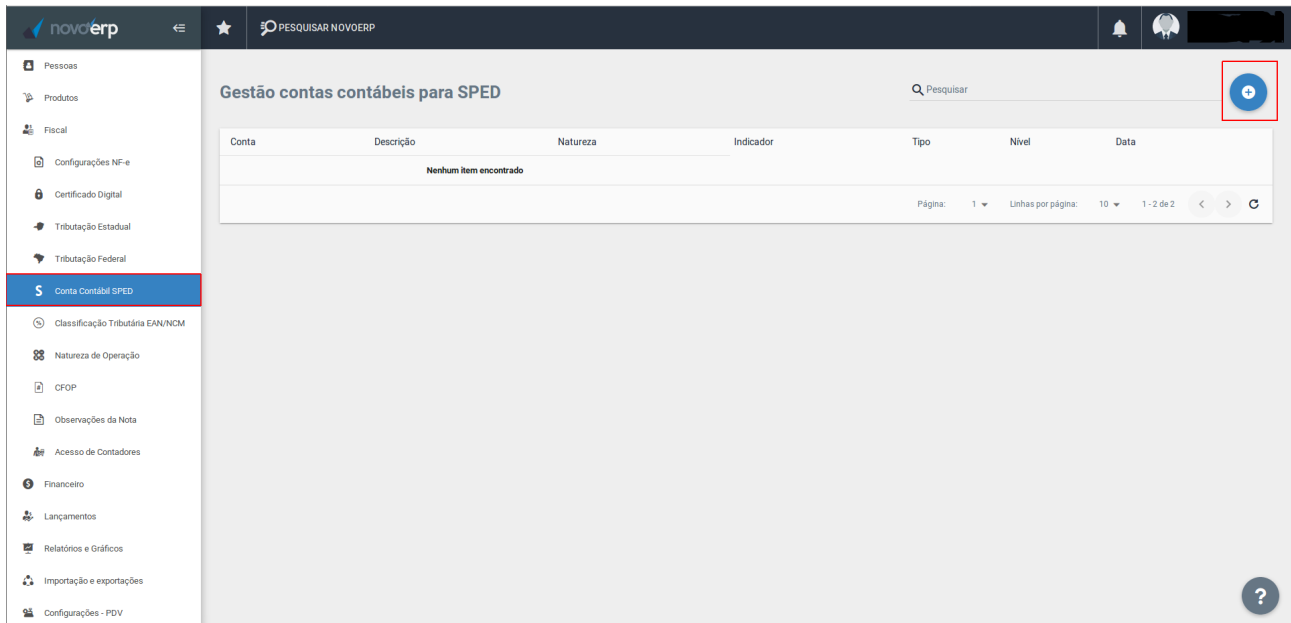 novo erp
PESQUISAR NOVOERP
Pessoas
Produtos
Fiscal
Configurações NF-e
Certificado Digital
Tributação Estadual
Tributação Federal
S Conta Contábil SPED
Classificação Tributária EAN/NCM
Natureza de Operação
CFOP
Observações da Nota
Acesso de Contadores
Financeiro
Lançamentos
Relatórios e Gráficos
Importação e exportações
Configurações - PDV
Gestão contas contábeis para SPED
Pesquisar
Conta Descrição Natureza Indicador Tipo Nível Data
Nenhum item encontrado
Página: 1 Linhas por página: 10 1 - 2 de 2
?